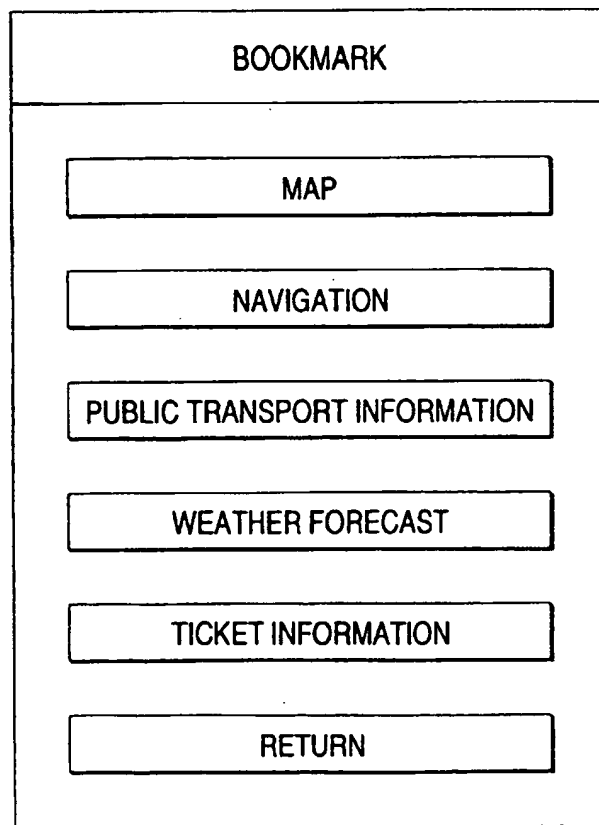 BOOKMARK
MAP
NAVIGATION
PUBLIC TRANSPORT INFORMATION
WEATHER FORECAST
TICKET INFORMATION
RETURN